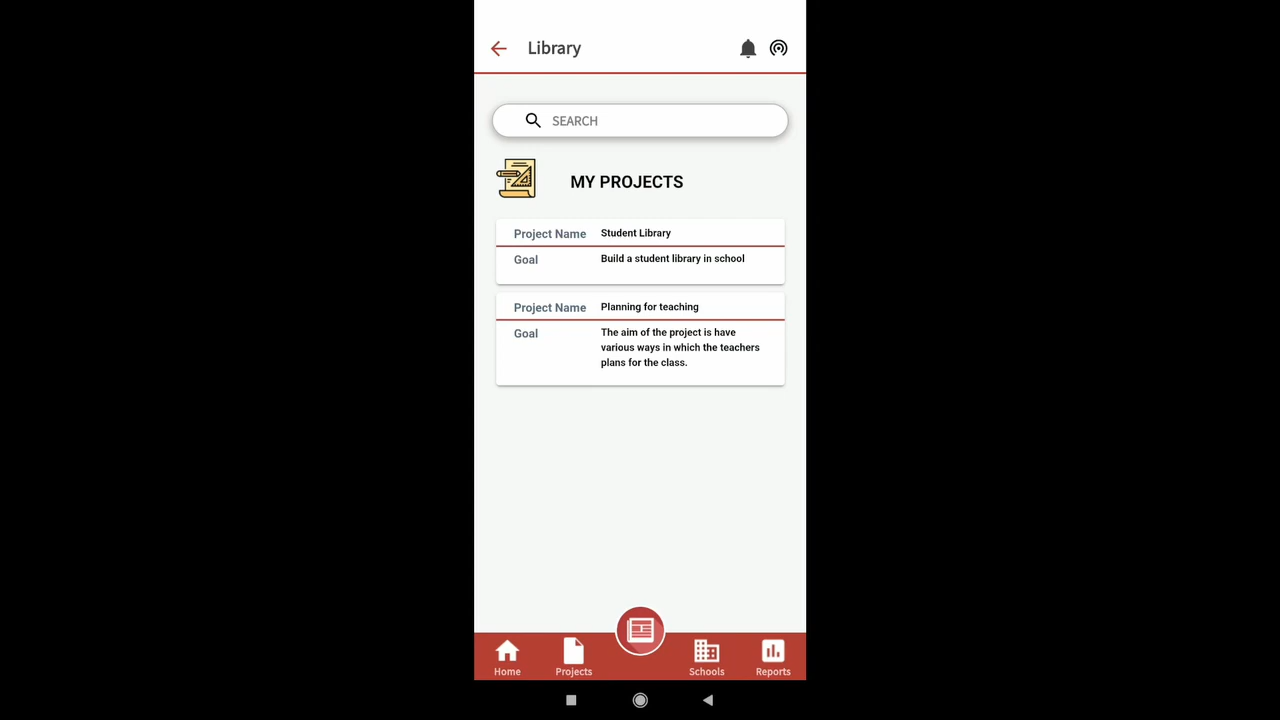 Library
SEARCH
MY PROJECTS
Project Name Student Library
Goal Build a student library in school
Project Name Planning for teaching
Goal The aim of the project is have
various ways in which the teachers
plans for the class.
Home Projects Schools Reports